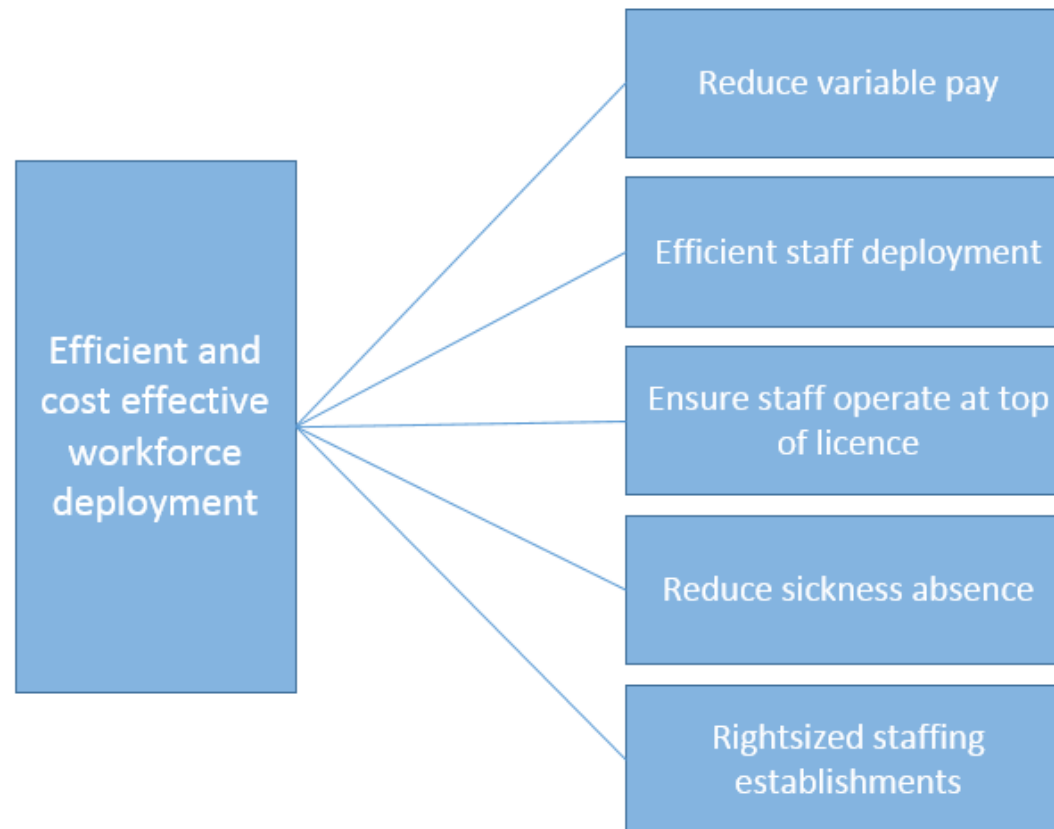 Efficient and
cost effective
workforce
deployment
Reduce variable pay
Efficient staff deployment
Ensure staff operate at top
of licence
Reduce sickness absence
Rightsized staffing
establishments